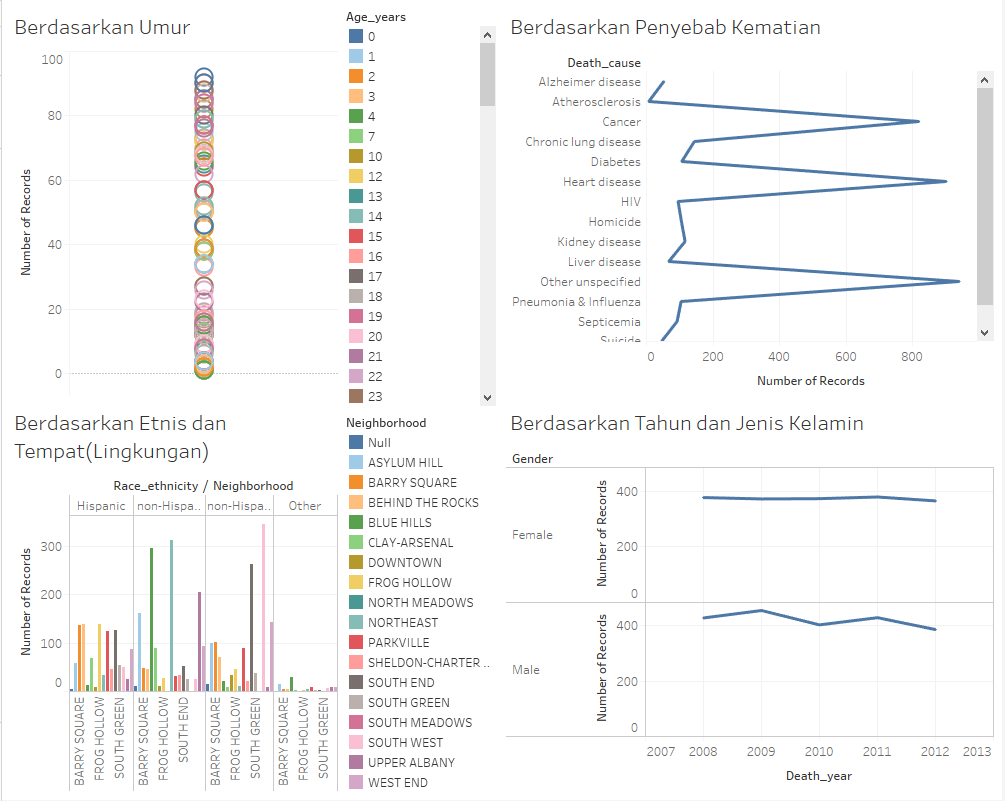 Berdasarkan Umur
Number of Records
100
80
60
40
20
0
Age_years
0
1
2
3
4
7
10
12
13
14
15
16
17
18
19
20
21
22
23
Berdasarkan Penyebab Kematian
Death_cause
Alzheimer disease
Atherosclerosis
Cancer
Chronic lung disease
Diabetes
Heart disease
HIV
Homicide
Kidney disease
Liver disease
Other unspecified
Pneumonia & Influenza
Septicemia
Suicide
0 200 400 600 800
Number of Records
Berdasarkan Etnis dan
Tempat(Lingkungan)
Race_ethnicity / Neighborhood
Hispanic non-Hispa.. non-Hispa.. Other
Number of Records
300
200
100
0
BARRY SQUARE
FROG HOLLOW
SOUTH GREEN
BARRY SQUARE
FROG HOLLOW
SOUTH END
BARRY SQUARE
FROG HOLLOW
SOUTH GREEN
BARRY SQUARE
FROG HOLLOW
SOUTH GREEN
Neighborhood
Null
ASYLUM HILL
BARRY SQUARE
BEHIND THE ROCKS
BLUE HILLS
CLAY-ARSENAL
DOWNTOWN
FROG HOLLOW
NORTH MEADOWS
NORTHEAST
PARKVILLE
SHELDON-CHARTER ..
SOUTH END
SOUTH GREEN
SOUTH MEADOWS
SOUTH WEST
UPPER ALBANY
WEST END
Berdasarkan Tahun dan Jenis Kelamin
Gender
Female
Number of Records
400
200
0
Male
Number of Records
400
200
0
2007 2008 2009 2010 2011 2012 2013
Death_year